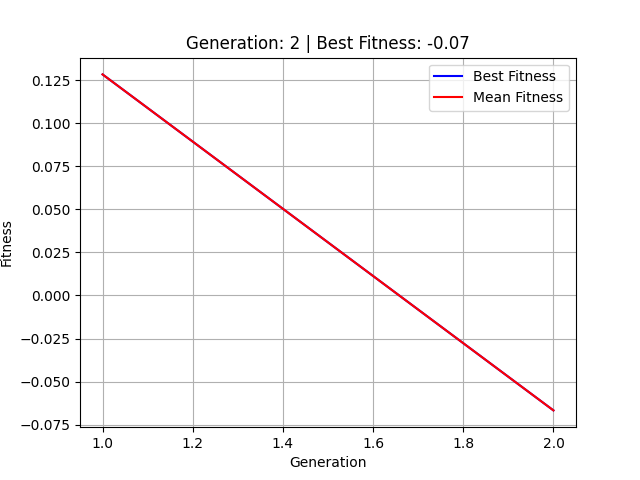 Generation: 2 | Best Fitness: -0.07
Best Fitness
Mean Fitness
0.125
0.100
0.075
0.050
0.025
0.000
−0.025
−0.050
−0.075
Fitness
1.0 1.2 1.4 1.6 1.8 2.0
Generation